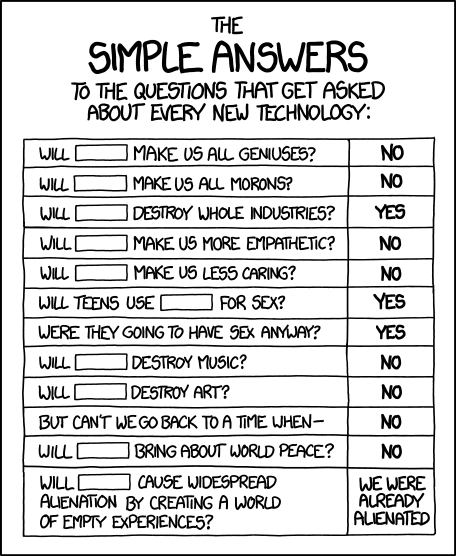 THE
SIMPLE ANSWERS
TO THE QUESTIONS THAT GET ASKED
ABOUT EVERY NEW TECHNOLOGY:
WILL MAKE US ALL GENIUSES? NO
WILL MAKE US ALL MORONS? NO
WILL DESTROY WHOLE INDUSTRIES? YES
WILL MAKE US MORE EMPATHETIC? NO
WILL MAKE US LESS CARING? NO
WILL TEENS USE FOR SEX? YES
WERE THEY GOING TO HAVE SEX ANYWAY? YES
WILL DESTROY MUSIC? NO
WILL DESTROY ART? NO
BUT CAN'T WE GO BACK TO A TIME WHEN— NO
WILL BRING ABOUT WORLD PEACE? NO
WILL CAUSE WIDESPREAD
ALIENATION BY CREATING A WORLD
OF EMPTY EXPERIENCES?
WE WERE
ALREADY
ALIENATED